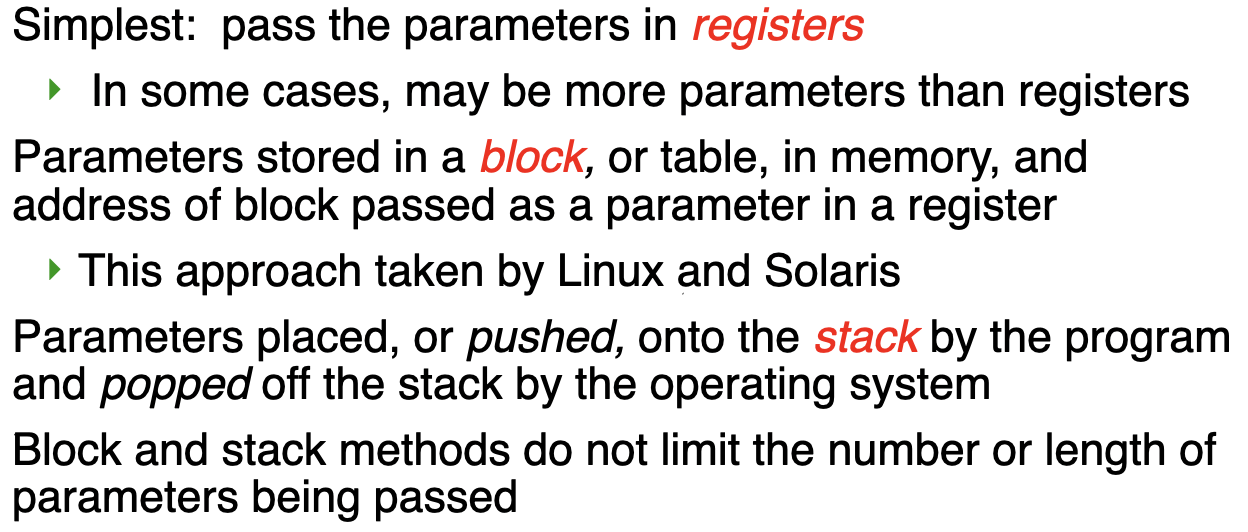 Simplest: pass the parameters in registers
In some cases, may be more parameters than registers
Parameters stored in a block, or table, in memory, and
address of block passed as a parameter in a register
This approach taken by Linux and Solaris
Parameters placed, or pushed, onto the stack by the program
and popped off the stack by the operating system
Block and stack methods do not limit the number or length of
parameters being passed